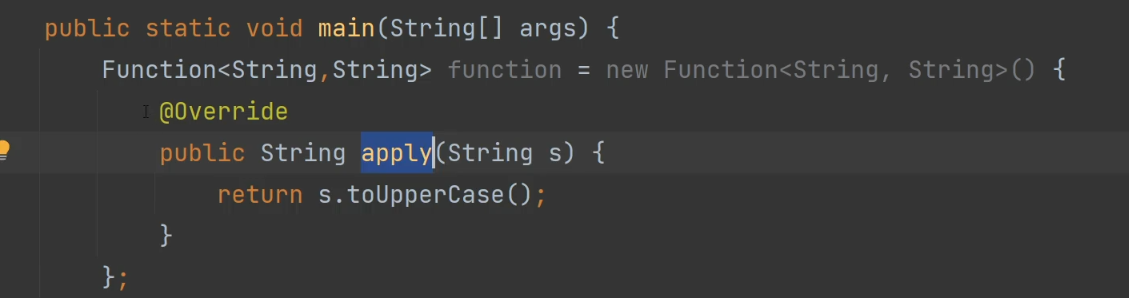 public static void main(String[] args) {
Function<String,String> function = new Function<String, String>() {
@Override
public String apply(String s) {
return s.toUpperCase();
}
};